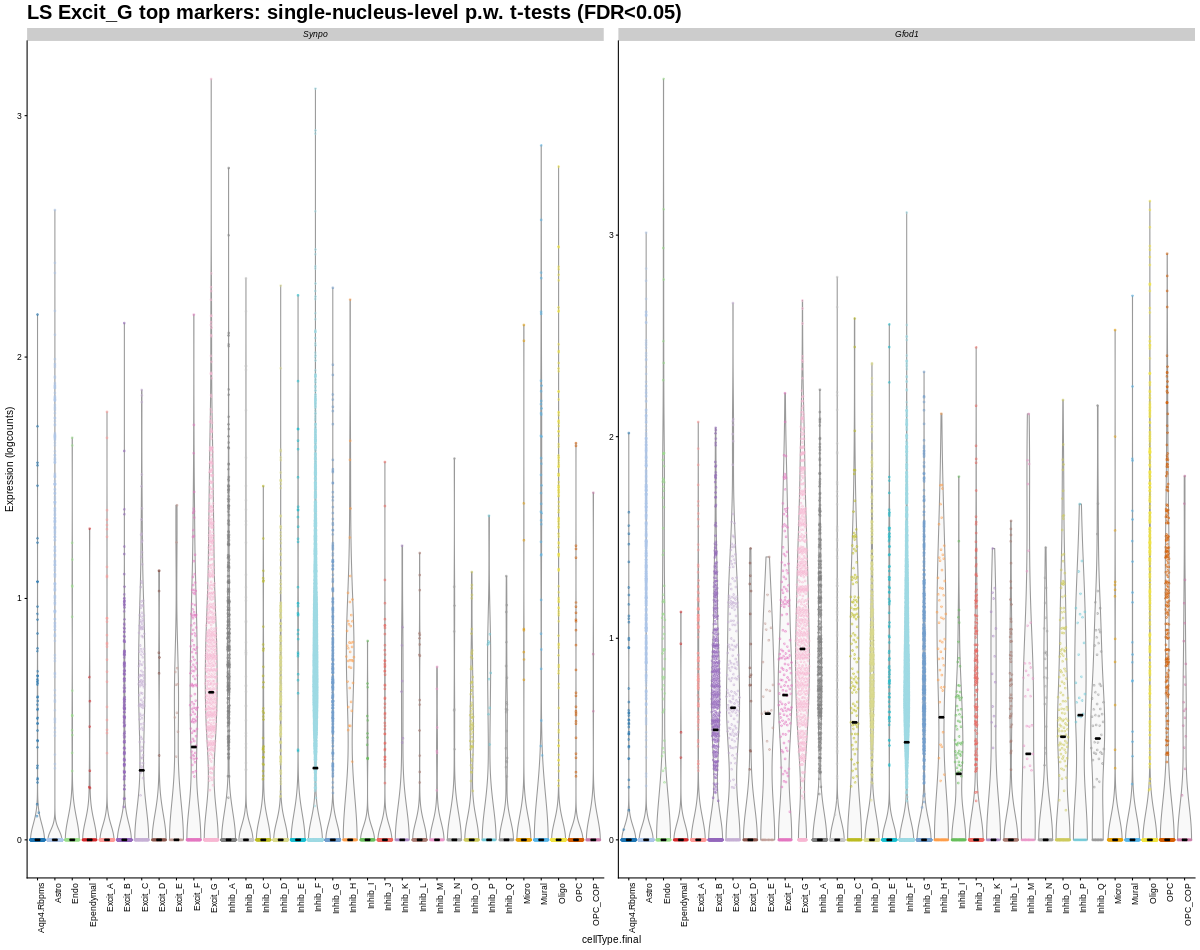 LS Excit_G top markers: single-nucleus-level p.w. t-tests (FDR<0.05)
Synpo
Gfod1
Expression (logcounts)
3
2
1
0
3
2
1
0
Aqp4.Rbpms
Astro
Endo
Ependymal
Excit_A
Excit_B
Excit_C
Excit_D
Excit_E
Excit_F
Excit_G
Inhib_A
Inhib_B
Inhib_C
Inhib_D
Inhib_E
Inhib_F
Inhib_G
Inhib_H
Inhib_I
Inhib_J
Inhib_K
Inhib_L
Inhib_M
Inhib_N
Inhib_O
Inhib_P
Inhib_Q
Micro
Mural
Oligo
OPC
OPC_COP
Aqp4.Rbpms
Astro
Endo
Ependymal
Excit_A
Excit_B
Excit_C
Excit_D
Excit_E
Excit_F
Excit_G
Inhib_A
Inhib_B
Inhib_C
Inhib_D
Inhib_E
Inhib_F
Inhib_G
Inhib_H
Inhib_I
Inhib_J
Inhib_K
Inhib_L
Inhib_M
Inhib_N
Inhib_O
Inhib_P
Inhib_Q
Micro
Mural
Oligo
OPC
OPC_COP
cellType.final